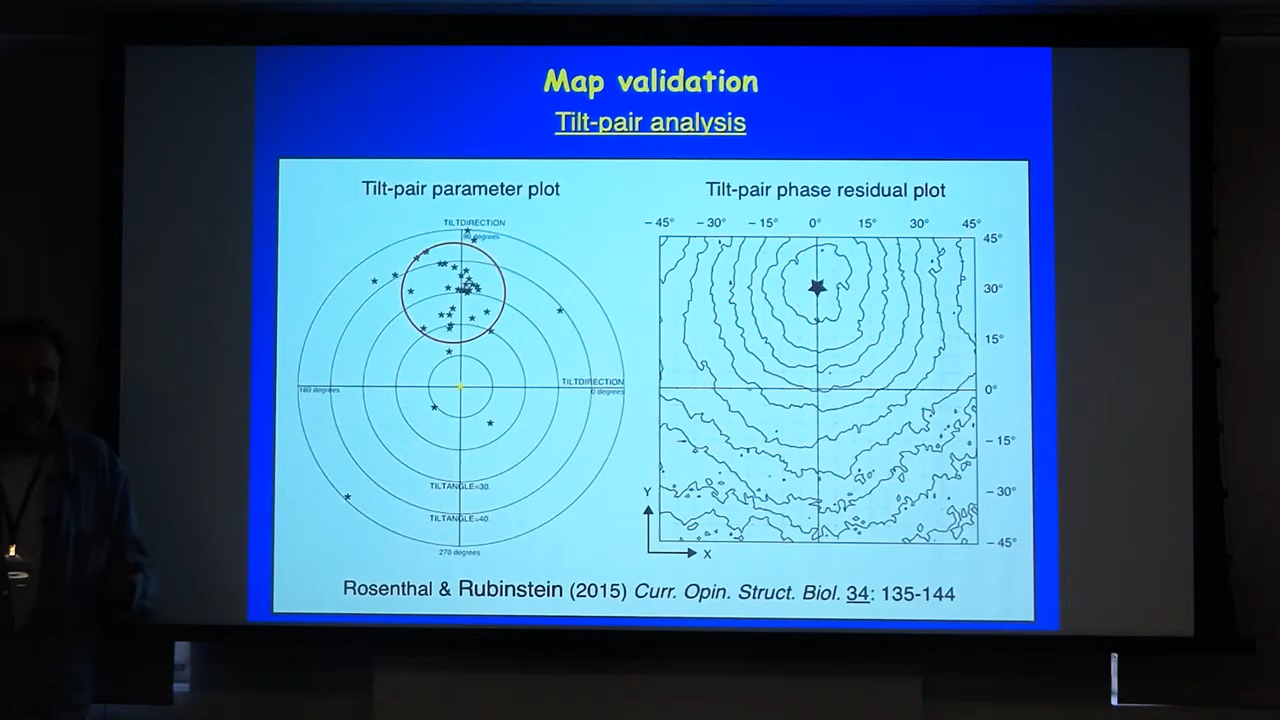 Map validation
Tilt-pair analysis
Tilt-pair parameter plot
TILTDIRECTION
90 degrees
180 degrees
TILTDIRECTION
0 degrees
TILTANGLE=30.
TILTANGLE=40.
270 degrees
Tilt-pair phase residual plot
−45° −30° −15° 0° 15° 30° 45°
45°
30°
15°
0°
−15°
−30°
−45°
Y
X
Rosenthal & Rubinstein (2015) Curr. Opin. Struct. Biol. 34: 135-144